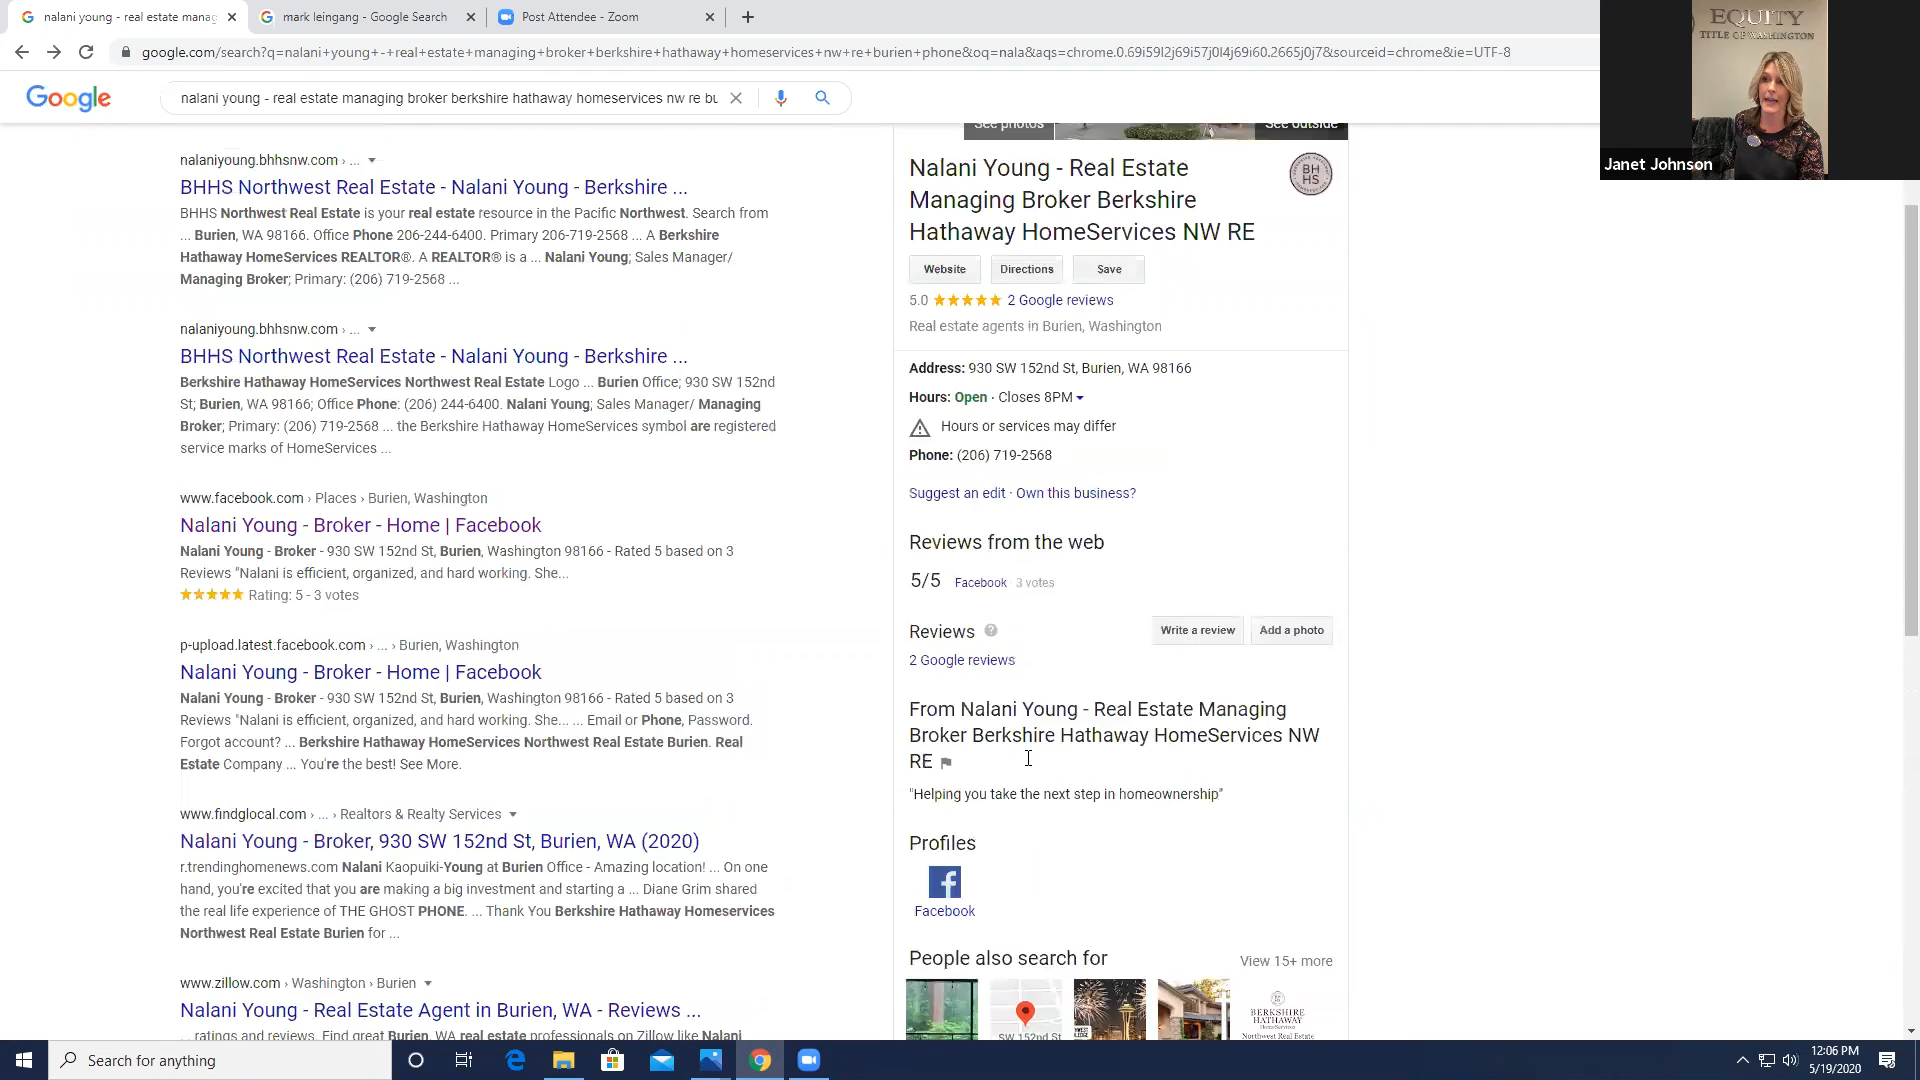 nalani young - real estate manag
mark leingang - Google Search
Post Attendee - Zoom
google.com/search?q=nalani+young+-+real+estate+managing+broker+berkshire+hathaway+homeservices+nw+re+burien+phone&oq=nala&aqs=chrome.0.69i59l2j69i57j0l4j69i60.2665j0j7&sourceid=chrome&ie=UTF-8
Google
nalani young - real estate managing broker berkshire hathaway homeservices nw re bu
EQUITY
TITLE OF WASHINGTON
Janet Johnson
nalaniyoung.bhhsnw.com › ...
BHHS Northwest Real Estate - Nalani Young - Berkshire ...
BHHS Northwest Real Estate is your real estate resource in the Pacific Northwest. Search from
... Burien, WA 98166. Office Phone 206-244-6400. Primary 206-719-2568 ... A Berkshire
Hathaway HomeServices REALTOR®. A REALTOR® is a ... Nalani Young; Sales Manager/
Managing Broker; Primary: (206) 719-2568 ...
nalaniyoung.bhhsnw.com › ...
BHHS Northwest Real Estate - Nalani Young - Berkshire ...
Berkshire Hathaway HomeServices Northwest Real Estate Logo ... Burien Office; 930 SW 152nd
St; Burien, WA 98166; Office Phone: (206) 244-6400. Nalani Young; Sales Manager/ Managing
Broker; Primary: (206) 719-2568 ... the Berkshire Hathaway HomeServices symbol are registered
service marks of HomeServices ...
www.facebook.com › Places › Burien, Washington
Nalani Young - Broker - Home | Facebook
Nalani Young - Broker - 930 SW 152nd St, Burien, Washington 98166 - Rated 5 based on 3
Reviews "Nalani is efficient, organized, and hard working. She...
Rating: 5 - 3 votes
p-upload.latest.facebook.com › ... › Burien, Washington
Nalani Young - Broker - Home | Facebook
Nalani Young - Broker - 930 SW 152nd St, Burien, Washington 98166 - Rated 5 based on 3
Reviews "Nalani is efficient, organized, and hard working. She... ... Email or Phone, Password.
Forgot account? ... Berkshire Hathaway HomeServices Northwest Real Estate Burien. Real
Estate Company ... You're the best! See More.
www.findglocal.com › ... › Realtors & Realty Services
Nalani Young - Broker, 930 SW 152nd St, Burien, WA (2020)
r.trendinghomenews.com Nalani Kaopuiki-Young at Burien Office - Amazing location! ... On one
hand, you're excited that you are making a big investment and starting a ... Diane Grim shared
the real life experience of THE GHOST PHONE. ... Thank You Berkshire Hathaway Homeservices
Northwest Real Estate Burien for ...
www.zillow.com › Washington › Burien
Nalani Young - Real Estate Agent in Burien, WA - Reviews ...
... ratings and reviews. Find great Burien, WA real estate professionals on Zillow like Nalani
See photos
See outside
Nalani Young - Real Estate
Managing Broker Berkshire
Hathaway HomeServices NW RE
BH
HS
Website
Directions
Save
5.0
2 Google reviews
Real estate agents in Burien, Washington
Address: 930 SW 152nd St, Burien, WA 98166
Hours: Open · Closes 8PM
Hours or services may differ
Phone: (206) 719-2568
Suggest an edit · Own this business?
Reviews from the web
5/5 Facebook · 3 votes
Reviews
Write a review
Add a photo
2 Google reviews
From Nalani Young - Real Estate Managing
Broker Berkshire Hathaway HomeServices NW
RE
"Helping you take the next step in homeownership"
Profiles
Facebook
People also search for
View 15+ more
SW 152nd St
BERKSHIRE
HATHAWAY
HomeServices
Northwest Real Estate
Search for anything
12:06 PM
5/19/2020